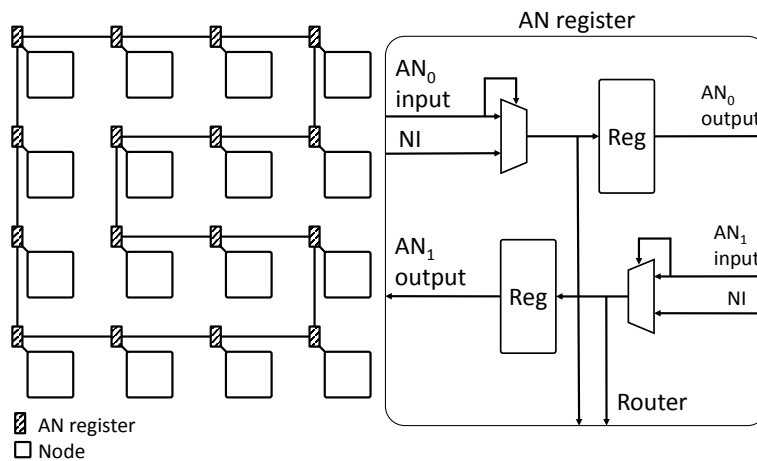 AN register
AN0
input
NI
Reg
AN0
output
AN1
output
Reg
AN1
input
NI
Router
AN register
Node